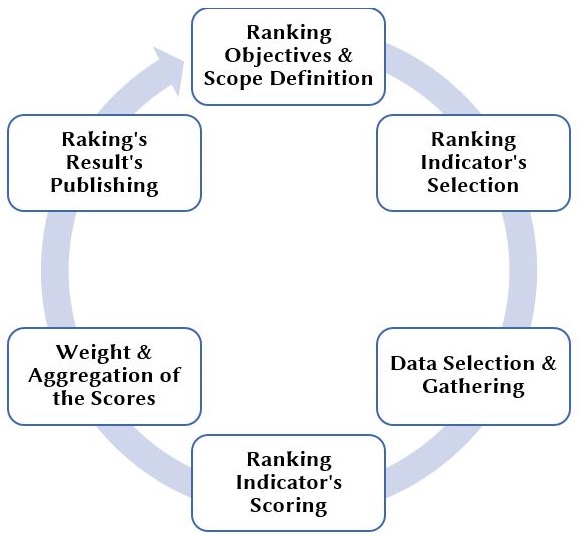 Ranking
Objectives &
Scope Definition
Ranking
Indicator's
Selection
Data Selection &
Gathering
Ranking
Indicator's
Scoring
Weight &
Aggregation of
the Scores
Raking's
Result's
Publishing